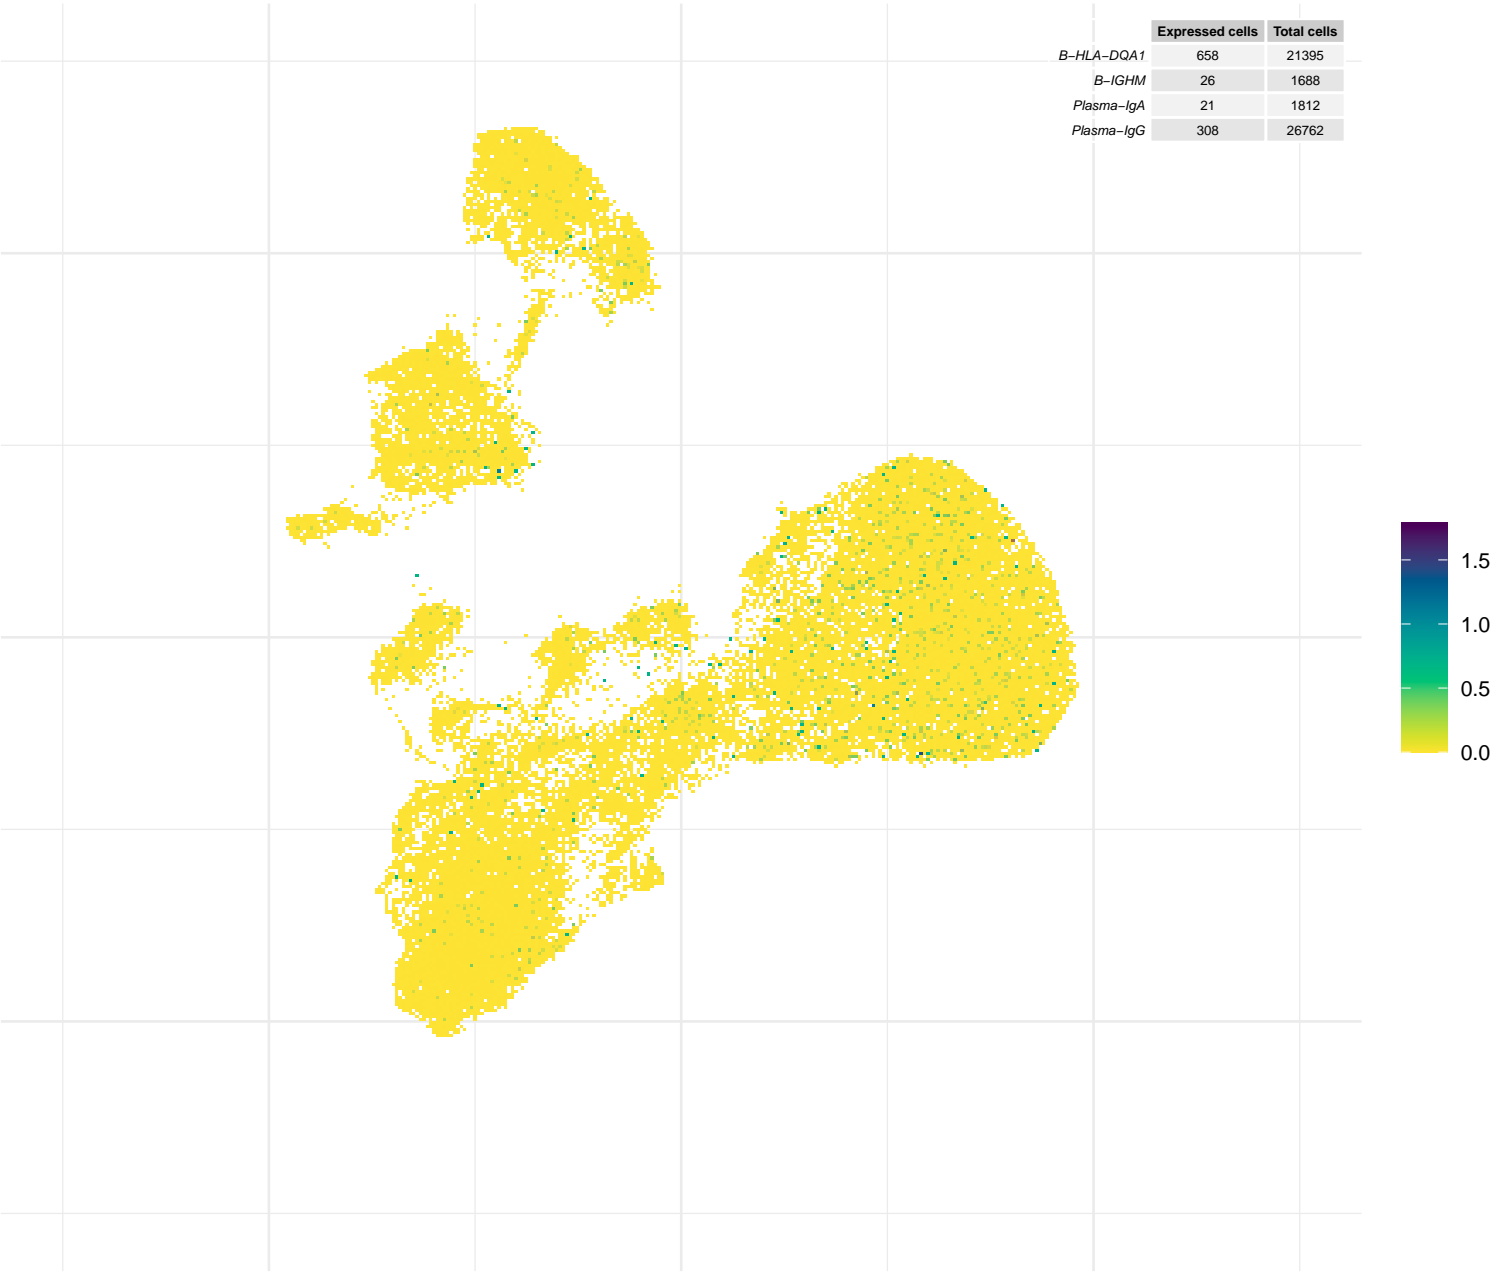 Expressed cells Total cells
B−HLA−DQA1 658 21395
B−IGHM 26 1688
Plasma−IgA 21 1812
Plasma−IgG 308 26762
1.5
1.0
0.5
0.0